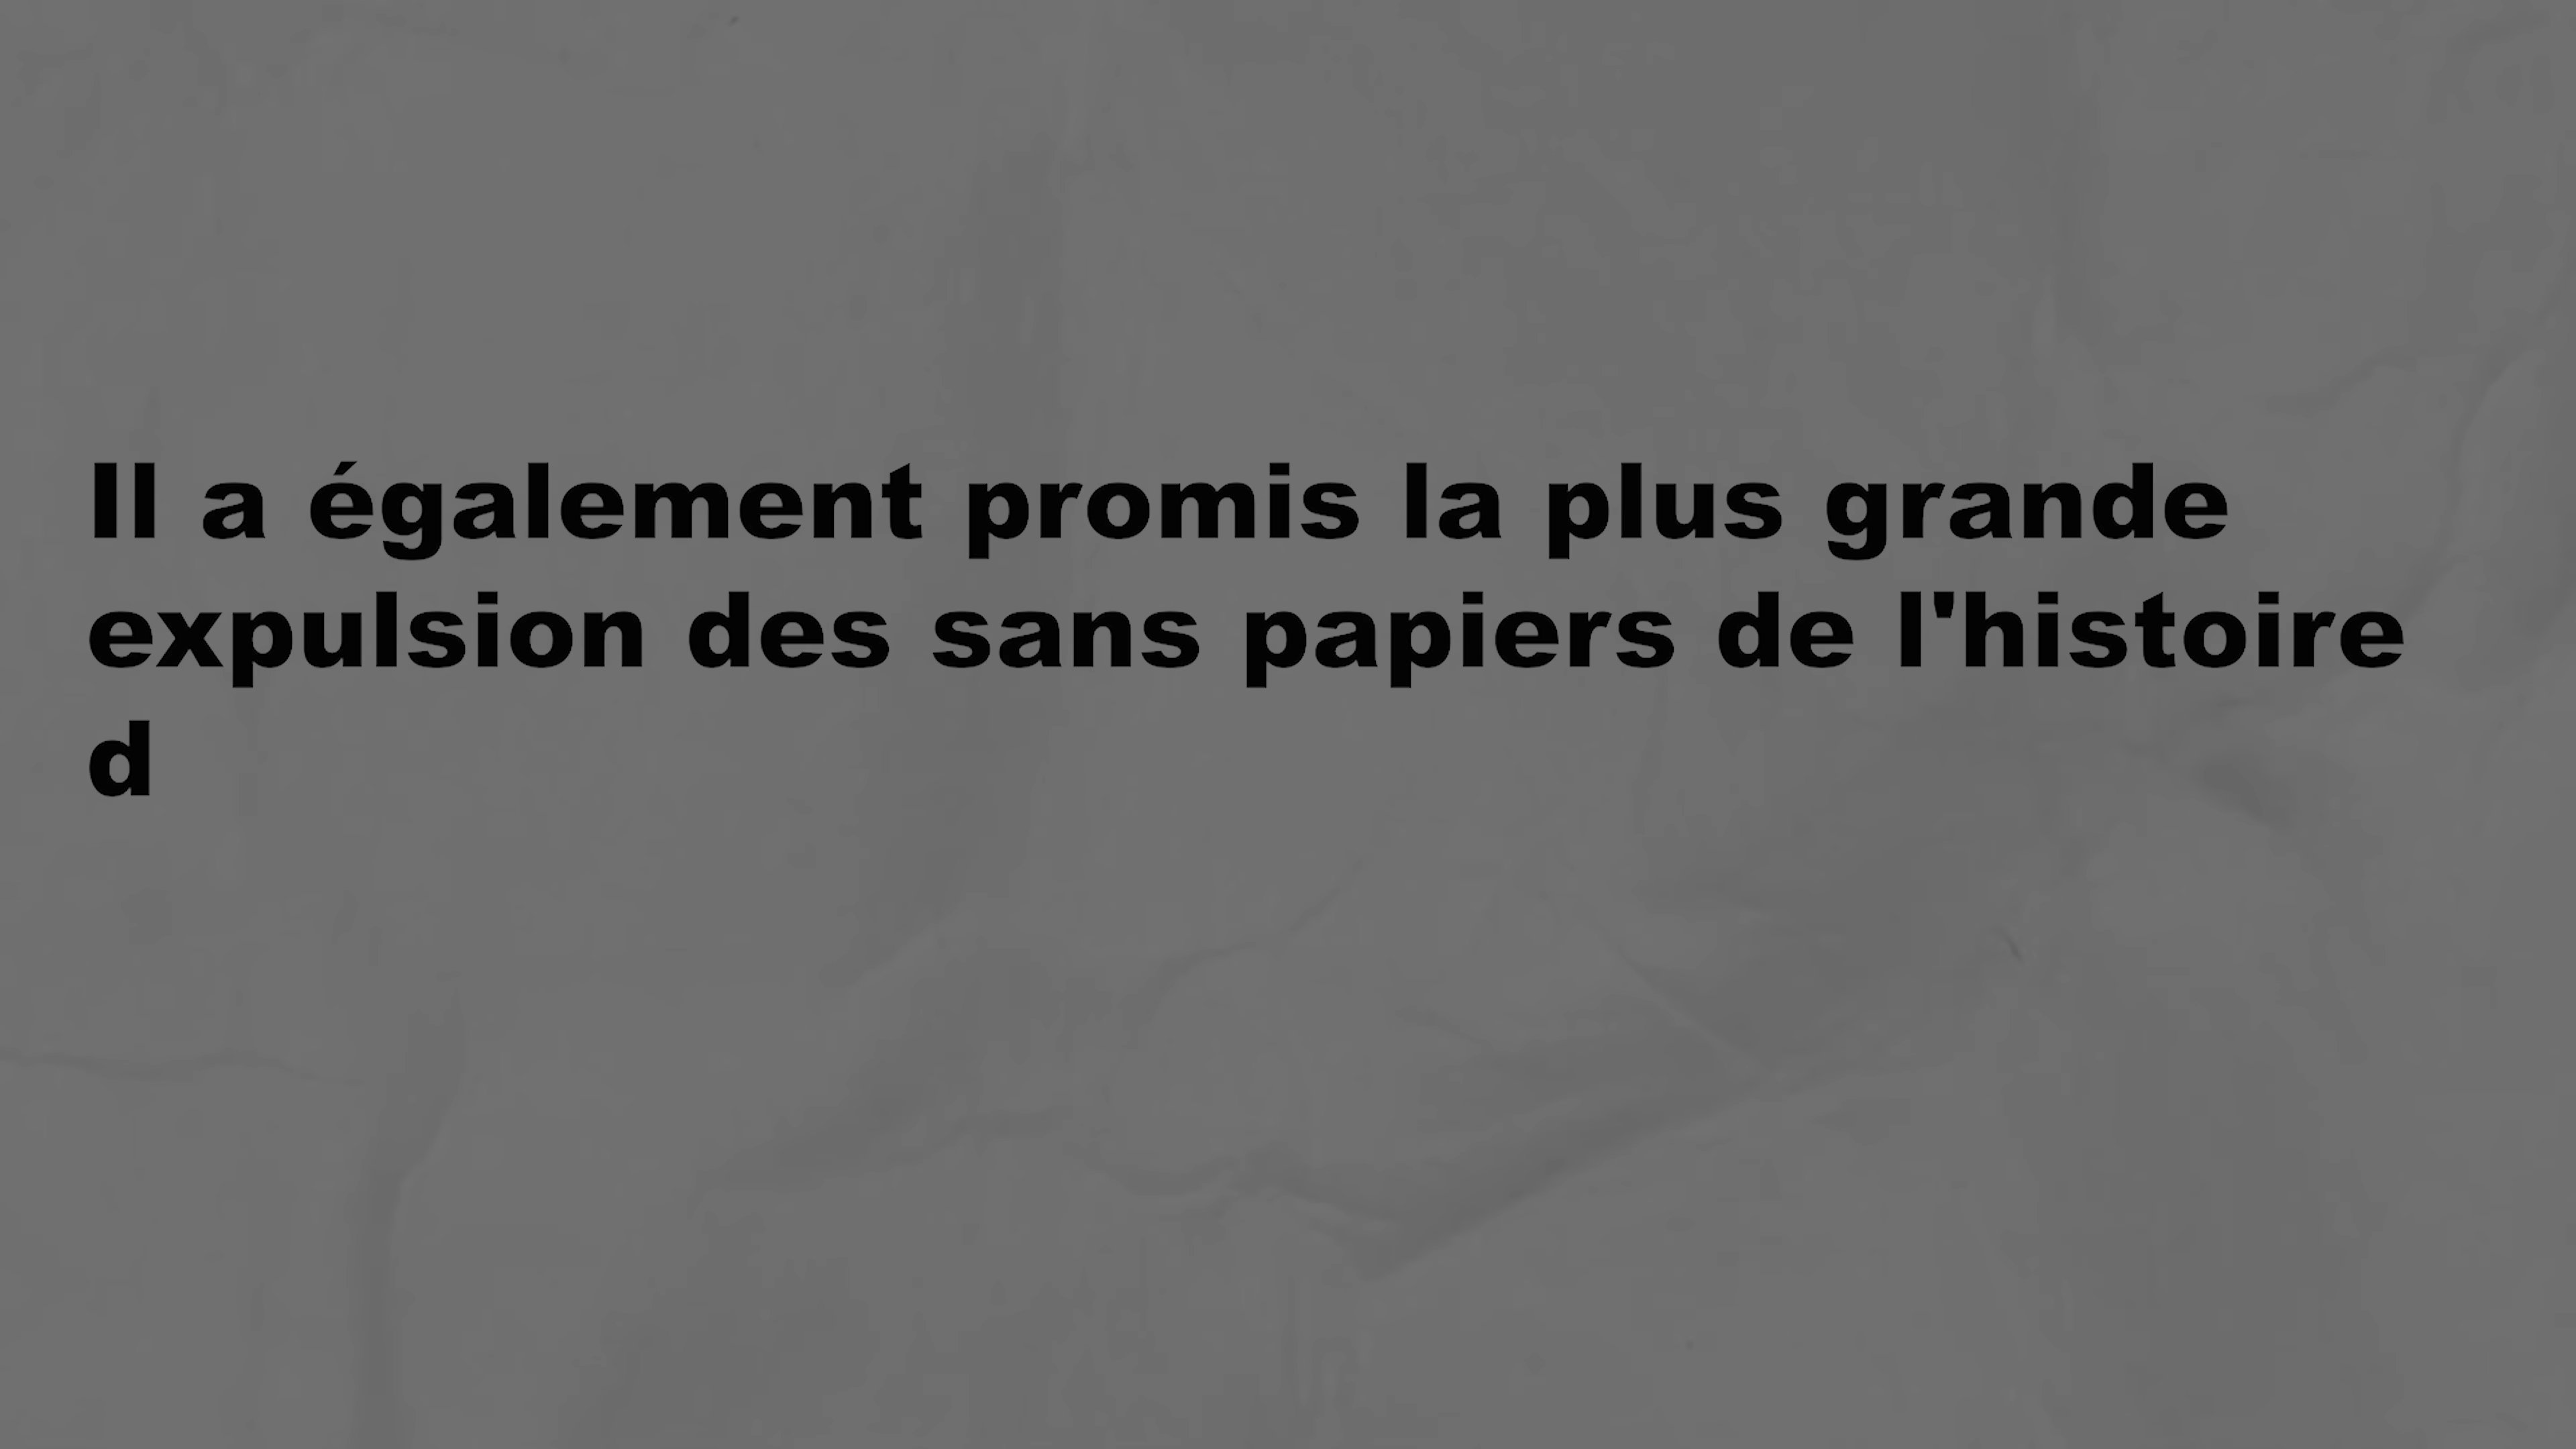 Il a également promis la plus grande
expulsion des sans papiers de l'histoire
d